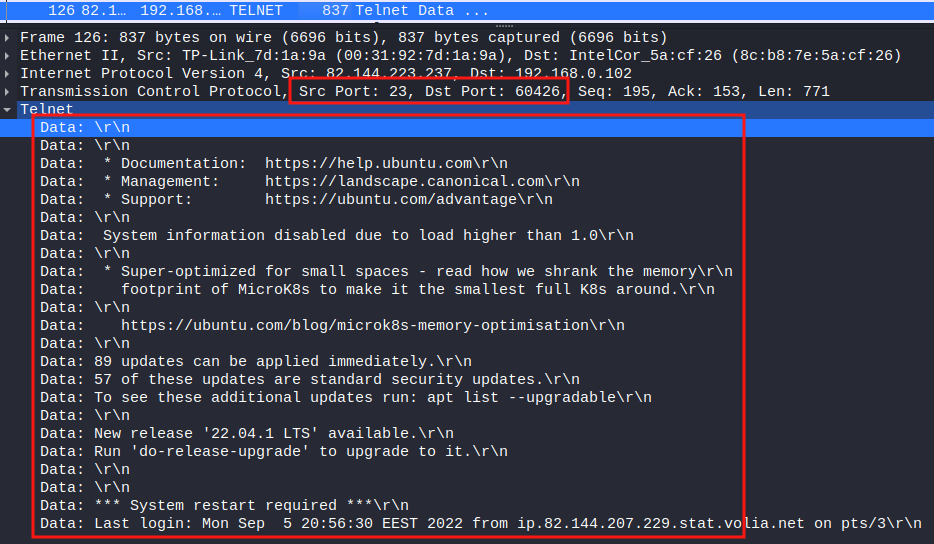 126 82.1… 192.168.… TELNET 837 Telnet Data ...
Frame 126: 837 bytes on wire (6696 bits), 837 bytes captured (6696 bits)
Ethernet II, Src: TP-Link_7d:1a:9a (00:31:92:7d:1a:9a), Dst: IntelCor_5a:cf:26 (8c:b8:7e:5a:cf:26)
Internet Protocol Version 4, Src: 82.144.223.237, Dst: 192.168.0.102
Transmission Control Protocol, Src Port: 23, Dst Port: 60426, Seq: 195, Ack: 153, Len: 771
Telnet
Data: \r\n
Data: \r\n
Data:  * Documentation:  https://help.ubuntu.com\r\n
Data:  * Management:     https://landscape.canonical.com\r\n
Data:  * Support:        https://ubuntu.com/advantage\r\n
Data: \r\n
Data:  System information disabled due to load higher than 1.0\r\n
Data: \r\n
Data:  * Super-optimized for small spaces - read how we shrank the memory\r\n
Data:    footprint of MicroK8s to make it the smallest full K8s around.\r\n
Data: \r\n
Data:    https://ubuntu.com/blog/microk8s-memory-optimisation\r\n
Data: \r\n
Data: 89 updates can be applied immediately.\r\n
Data: 57 of these updates are standard security updates.\r\n
Data: To see these additional updates run: apt list --upgradable\r\n
Data: \r\n
Data: New release '22.04.1 LTS' available.\r\n
Data: Run 'do-release-upgrade' to upgrade to it.\r\n
Data: \r\n
Data: \r\n
Data: *** System restart required ***\r\n
Data: Last login: Mon Sep  5 20:56:30 EEST 2022 from ip.82.144.207.229.stat.volia.net on pts/3\r\n